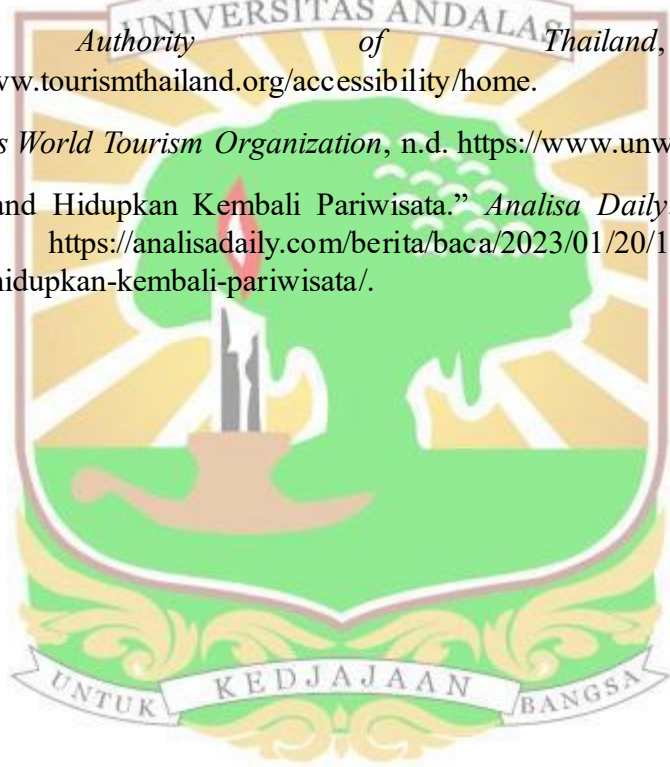 UNIVERSITAS ANDALAS
Authority of Thailand,
ww.tourismthailand.org/accessibility/home.
s World Tourism Organization, n.d. https://www.unw
and Hidupkan Kembali Pariwisata.” Analisa Daily
https://analisadaily.com/berita/baca/2023/01/20/1
hidupkan-kembali-pariwisata/.
UNTUK KEDJAJAAN BANGSA